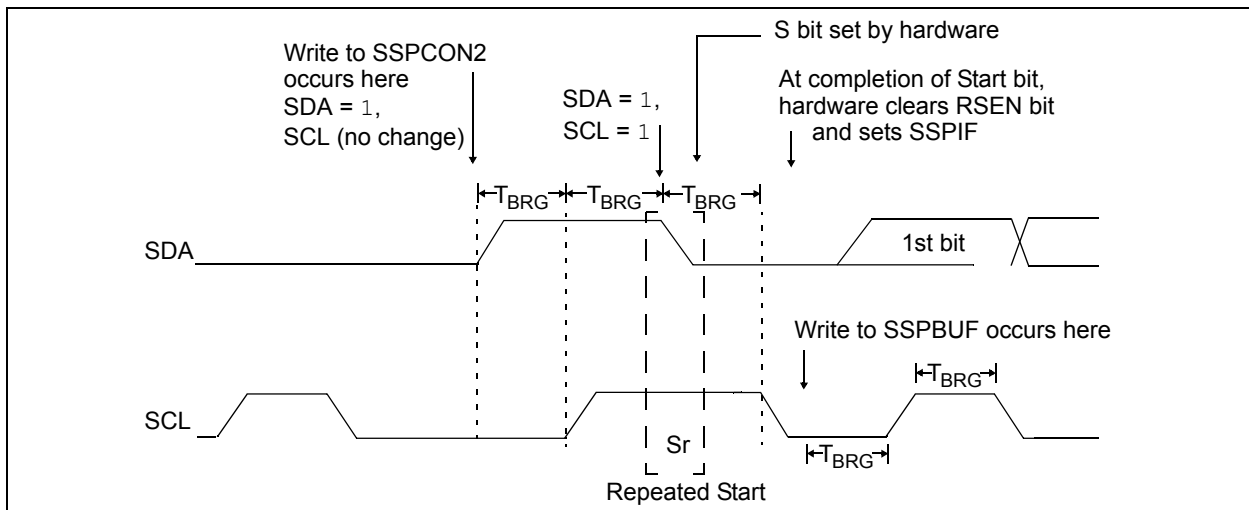 S bit set by hardware
Write to SSPCON2
occurs here
SDA = 1,
SCL (no change)
SDA = 1,
SCL = 1
At completion of Start bit,
hardware clears RSEN bit
and sets SSPIF
TBRG
TBRG
TBRG
SDA
1st bit
Write to SSPBUF occurs here
TBRG
SCL
Sr
TBRG
Repeated Start